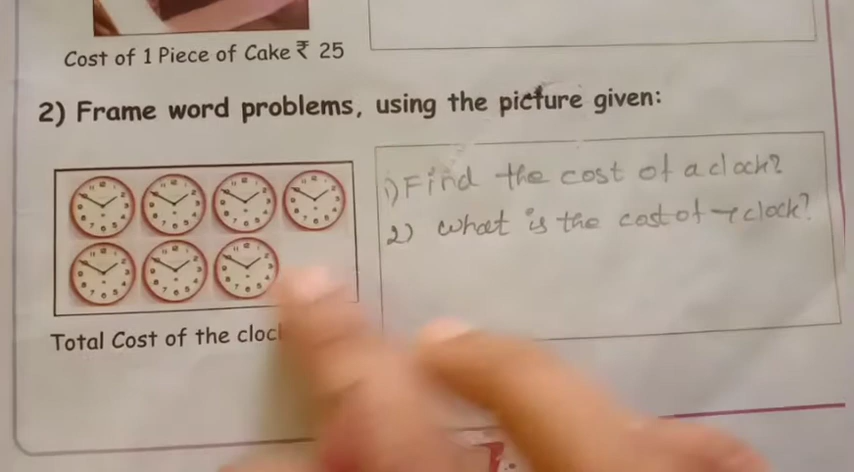 Cost of 1 Piece of Cake ₹ 25
2) Frame word problems, using the picture given:
1) Find the cost of a clock?
2) What is the cost of 7 clock?
Total Cost of the